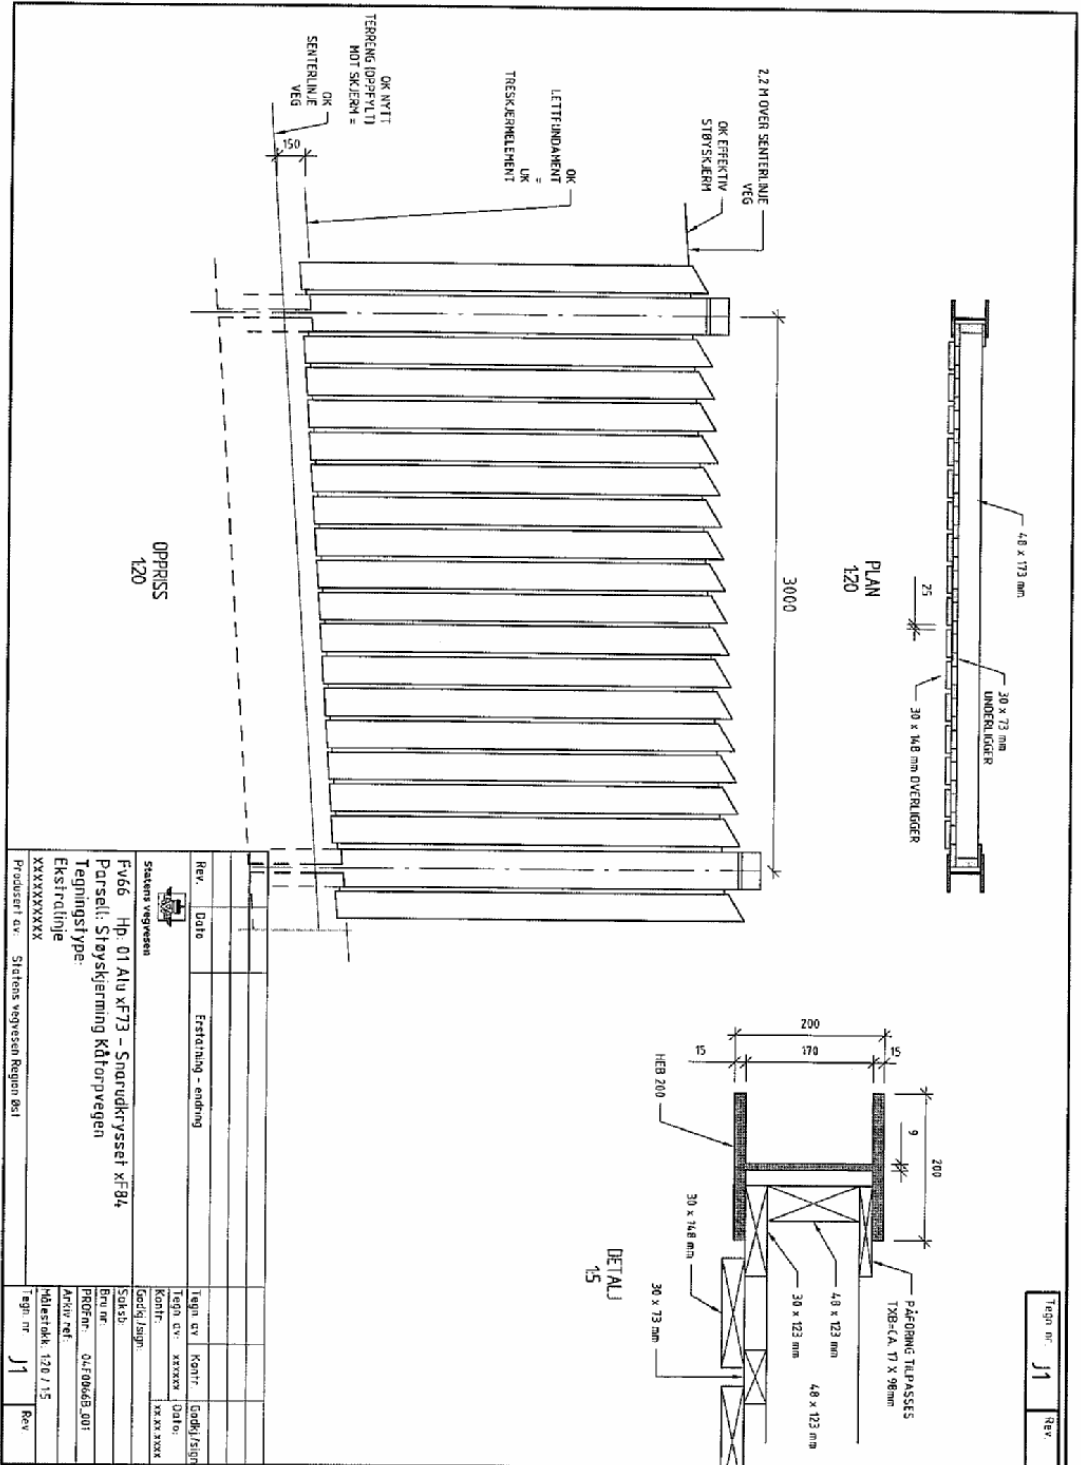 Tegn. nr. J1 Rev.
48 x 173 mm
30 x 73 mm
UNDERLIGGER
30 x 148 mm OVERLIGGER
25
PLAN
1:20
3000
2,2 M OVER SENTERLINJE
VEG
OK EFFEKTIV
STØYSKJERM
OK
LETTFUNDAMENT
=
UK
TRESKJERMELEMENT
OK NYTT
TERRENG (OPPFYLT)
MOT SKJERM =
OK
SENTERLINJE
VEG
150
OPPRISS
1:20
PÅFORING TILPASSES
TXB=CA. 17 X 98mm
200
9
15
170
200
15
HEB 200
48 x 123 mm
30 x 123 mm
48 x 123 mm
30 x 148 mm
30 x 73 mm
DETALJ
1:5
Rev. Dato Erstatning - endring Tegn av Kontr. Godkj./sign
Statens vegvesen
Tegn av: xxxxxx Dato:
Kontr: xx.xx.xxxx
Godkj./sign:
Fv66 Hp: 01 Alu xF73 - Snarudkrysset xF84
Parsell: Støyskjerming Kåtorpvegen
Tegningstype:
Ekstralinje
XXXXXXXXXX
Saksb:
Bru nr:
PROFnr: 04F0066B_001
Arkiv ref:
Målestokk: 1:20 / 1:5
Produsert av: Statens vegvesen Region Øst
Tegn. nr. J1 Rev.